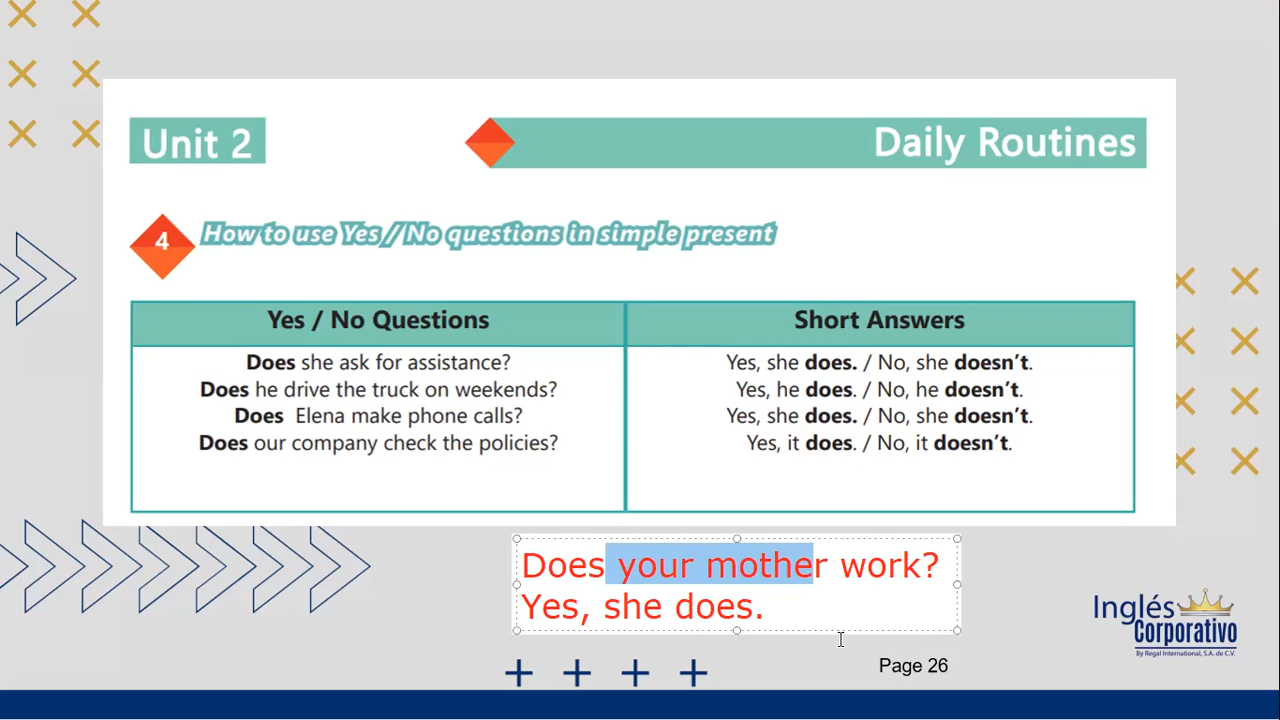 Unit 2
Daily Routines
4
How to use Yes / No questions in simple present
Yes / No Questions
Short Answers
Does she ask for assistance?
Yes, she does. / No, she doesn't.
Does he drive the truck on weekends?
Yes, he does. / No, he doesn't.
Does Elena make phone calls?
Yes, she does. / No, she doesn't.
Does our company check the policies?
Yes, it does. / No, it doesn't.
Does your mother work?
Yes, she does.
Inglés
Corporativo
By Regal International, S.A. de C.V.
Page 26